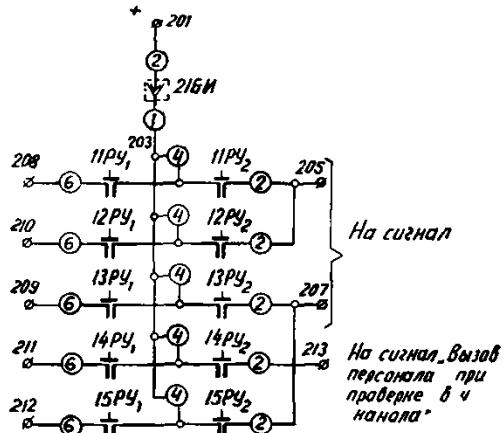 + 201
2
21БИ
1
203
208 6 11РУ1 4 11РУ2 2 205
210 6 12РУ1 4 12РУ2 2
На сигнал
209 6 13РУ1 4 13РУ2 2 207
211 6 14РУ1 4 14РУ2 2 213
212 6 15РУ1 4 15РУ2 2
На сигнал „Вызов
персонала при
проверке в ч
канала"